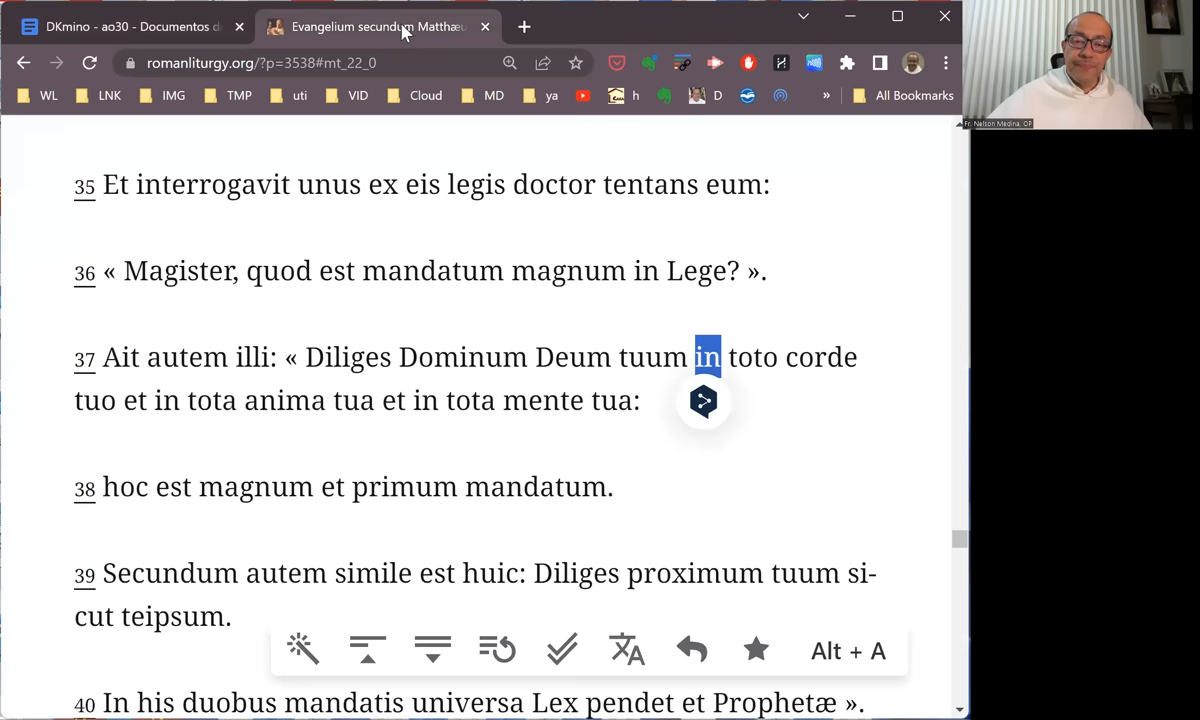 DKmino - ao30 - Documentos d
Evangelium secundum Matthæu
romanliturgy.org/?p=3538#mt_22_0
WL LNK IMG TMP uti VID Cloud MD ya h D » All Bookmarks
Fr. Nelson Medina, OP
35 Et interrogavit unus ex eis legis doctor tentans eum:
36 « Magister, quod est mandatum magnum in Lege? ».
37 Ait autem illi: « Diliges Dominum Deum tuum in toto corde
tuo et in tota anima tua et in tota mente tua:
38 hoc est magnum et primum mandatum.
39 Secundum autem simile est huic: Diliges proximum tuum si-
cut teipsum.
Alt + A
40 In his duobus mandatis universa Lex pendet et Prophetæ ».